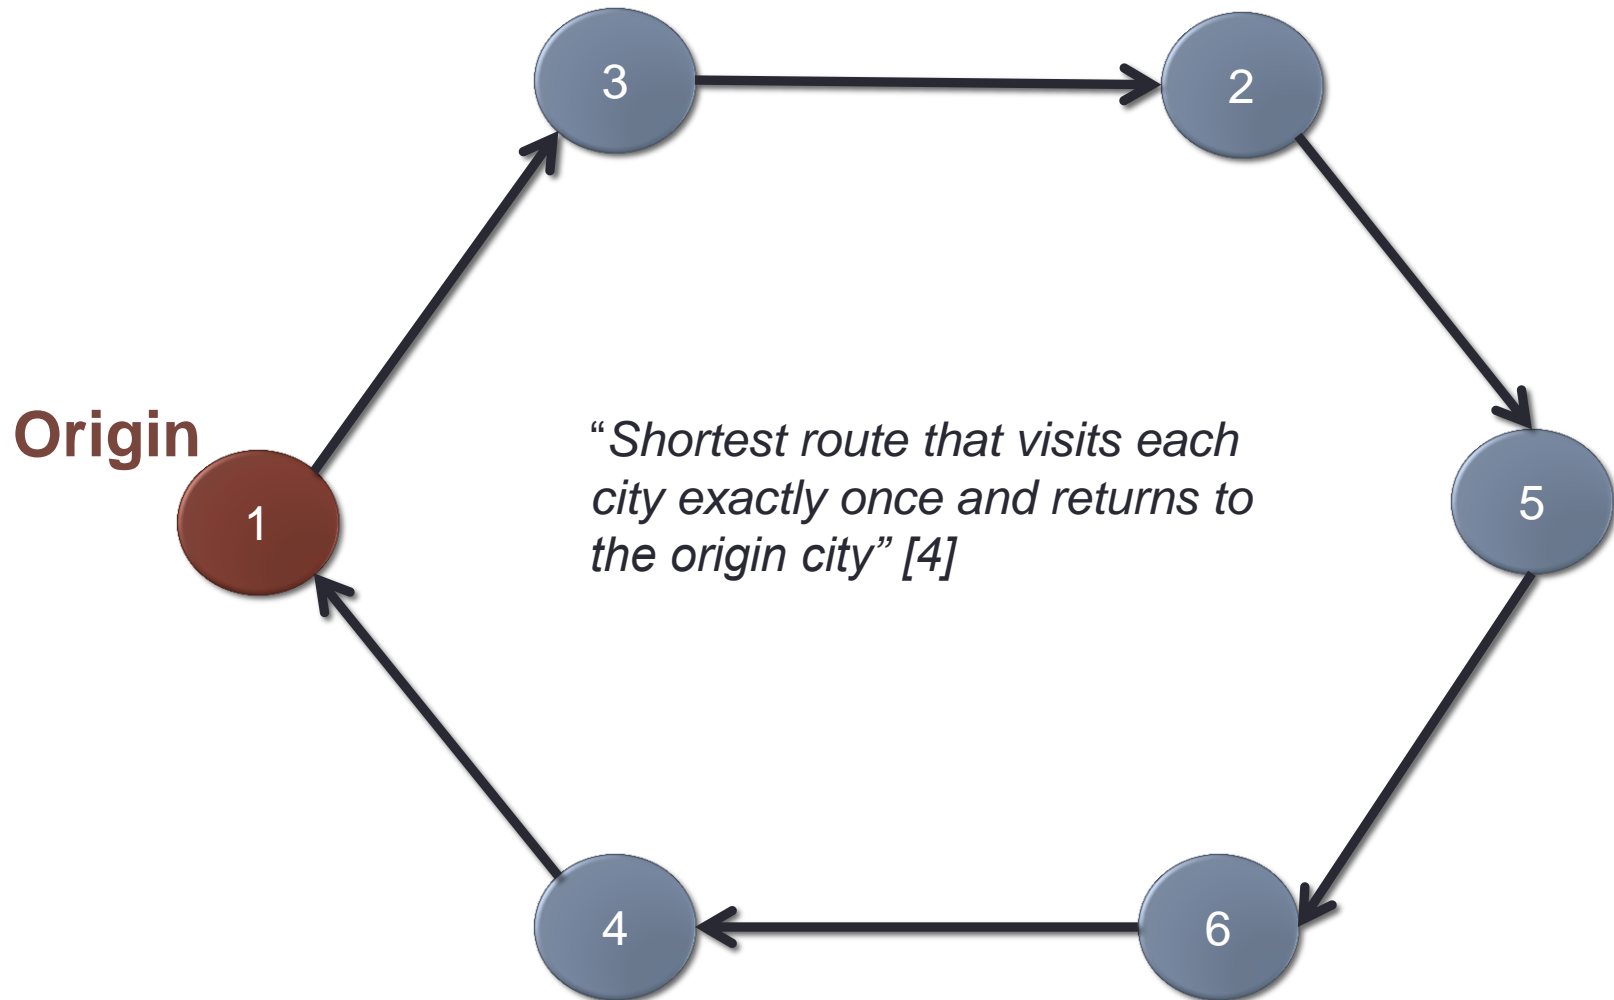 3
2
Origin
“Shortest route that visits each
city exactly once and returns to
the origin city” [4]
1
5
4
6